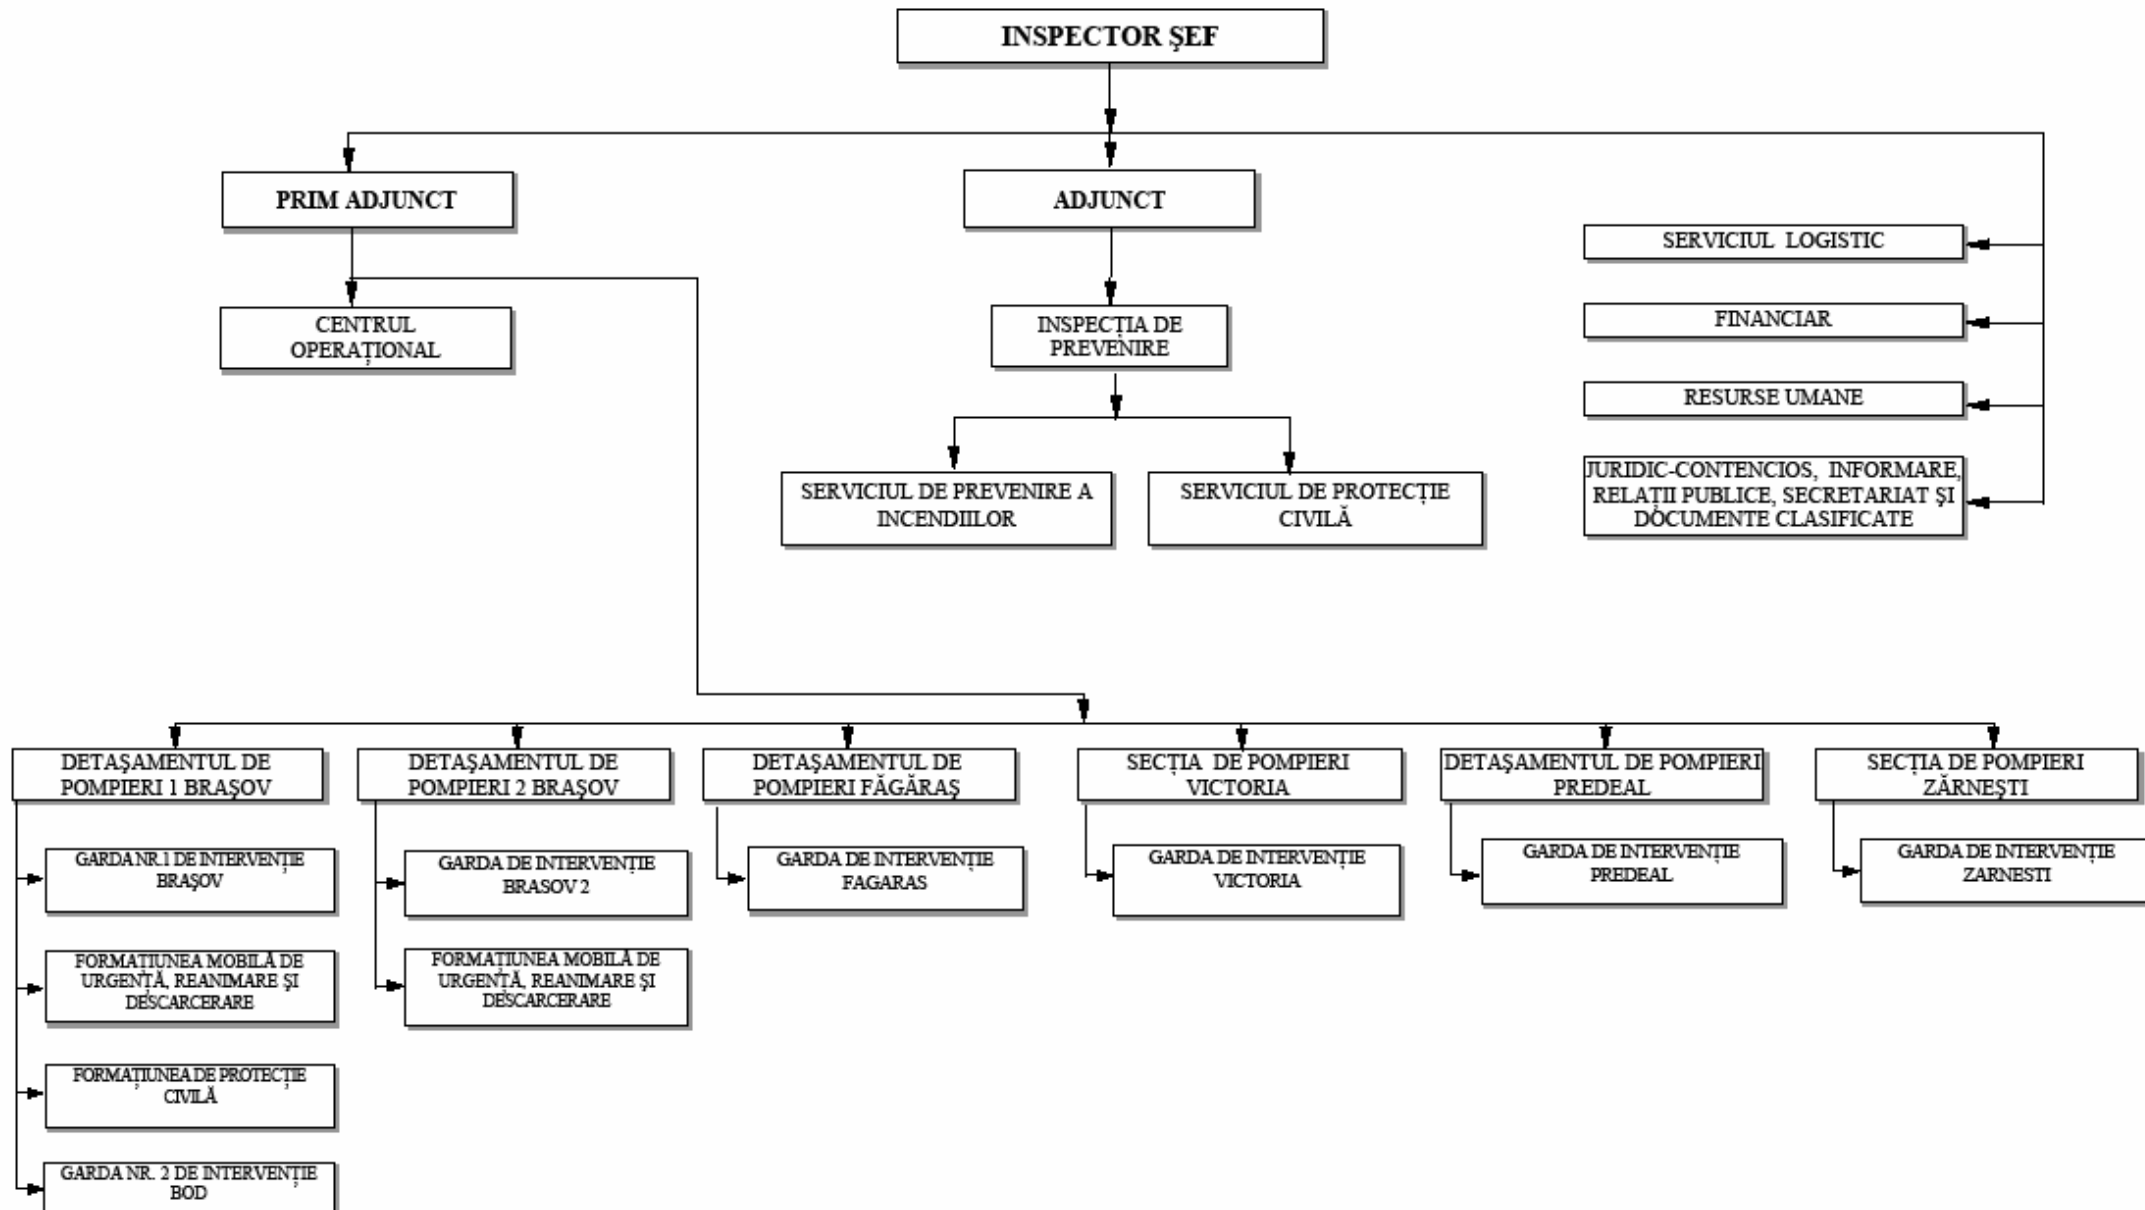 INSPECTOR ŞEF
PRIM ADJUNCT
ADJUNCT
SERVICIUL LOGISTIC
FINANCIAR
RESURSE UMANE
JURIDIC-CONTENCIOS, INFORMARE,
RELAȚII PUBLICE, SECRETARIAT ŞI
DOCUMENTE CLASIFICATE
CENTRUL
OPERAȚIONAL
INSPECȚIA DE
PREVENIRE
SERVICIUL DE PREVENIRE A
INCENDIILOR
SERVICIUL DE PROTECȚIE
CIVILĂ
DETAŞAMENTUL DE
POMPIERI 1 BRAŞOV
DETAŞAMENTUL DE
POMPIERI 2 BRAŞOV
DETAŞAMENTUL DE
POMPIERI FĂGĂRAŞ
SECȚIA DE POMPIERI
VICTORIA
DETAŞAMENTUL DE POMPIERI
PREDEAL
SECȚIA DE POMPIERI
ZĂRNEŞTI
GARDA NR.1 DE INTERVENȚIE
BRAŞOV
GARDA DE INTERVENȚIE
BRASOV 2
GARDA DE INTERVENȚIE
FAGARAS
GARDA DE INTERVENȚIE
VICTORIA
GARDA DE INTERVENȚIE
PREDEAL
GARDA DE INTERVENȚIE
ZARNESTI
FORMAȚIUNEA MOBILĂ DE
URGENȚĂ, REANIMARE ŞI
DESCARCERARE
FORMAȚIUNEA MOBILĂ DE
URGENȚĂ, REANIMARE ŞI
DESCARCERARE
FORMAȚIUNEA DE PROTECȚIE
CIVILĂ
GARDA NR. 2 DE INTERVENȚIE
BOD